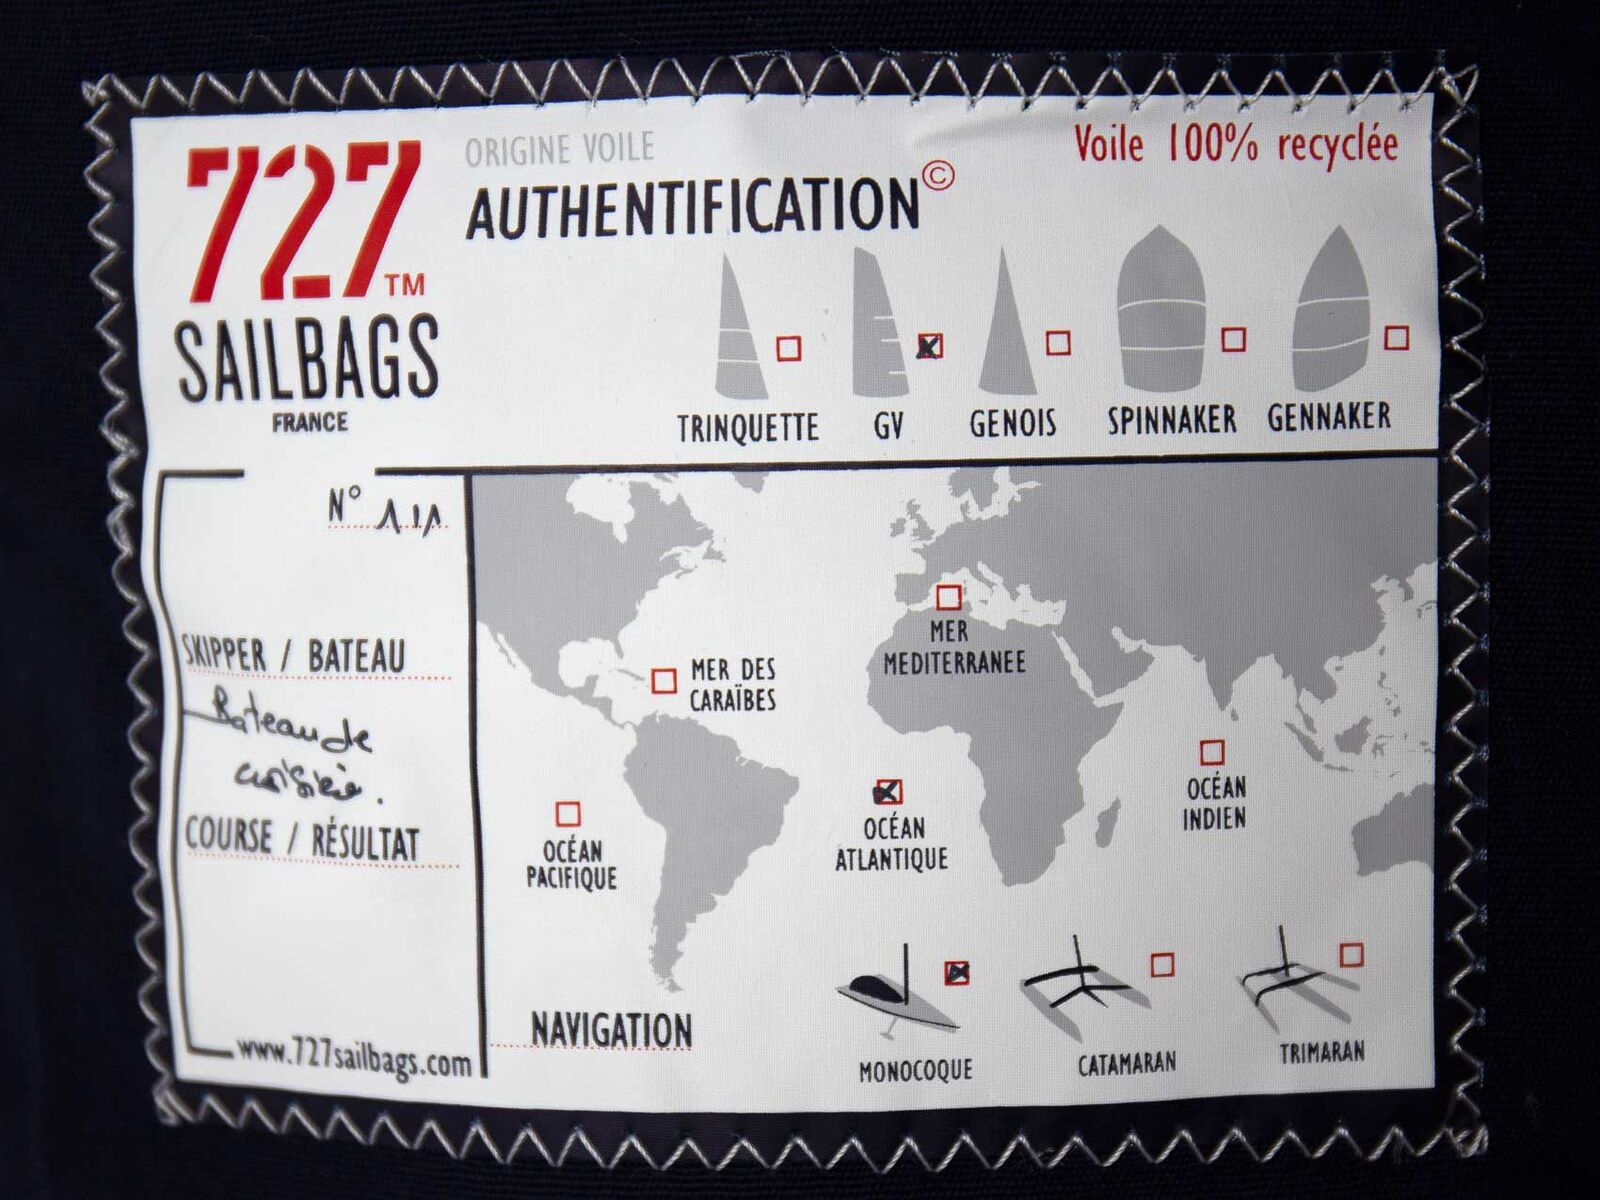 727™
SAILBAGS
FRANCE
ORIGINE VOILE
AUTHENTIFICATION©
Voile 100% recyclée
TRINQUETTE
GV
GENOIS
SPINNAKER
GENNAKER
N° 111
SKIPPER / BATEAU
Bateau de
croisière.
COURSE / RÉSULTAT
www.727sailbags.com
MER
MEDITERRANEE
MER DES
CARAÏBES
OCÉAN
PACIFIQUE
OCÉAN
ATLANTIQUE
OCÉAN
INDIEN
NAVIGATION
MONOCOQUE
CATAMARAN
TRIMARAN